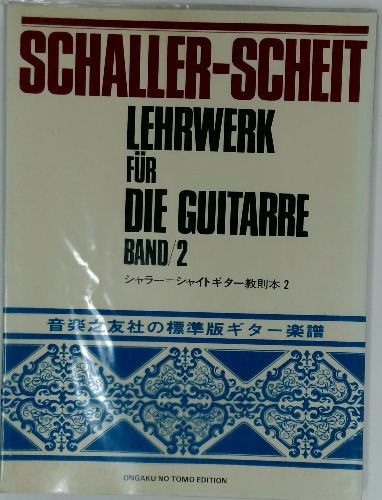 SCHALLER-SCHEIT
LEHRWERK
FÜR
DIE GUITARRE
BAND/2
シャラー＝シャイトギター教則本 2
音楽之友社の標準版ギター楽譜
ONGAKU NO TOMO EDITION